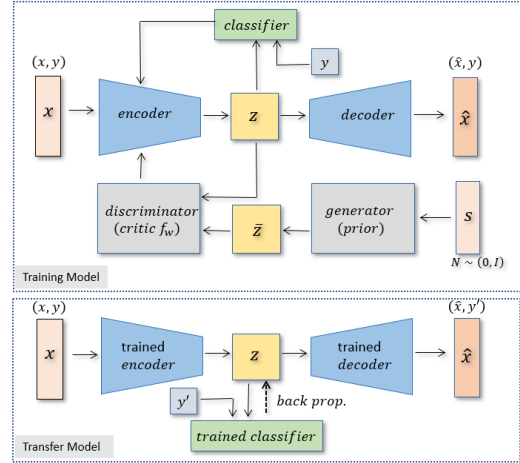 classifier
(x, y)
y
(x̂, y)
x
encoder
z
decoder
x̂
discriminator
(critic f_w)
z̄
generator
(prior)
s
N ~ (0, I)
Training Model
(x, y)
(x̂, y′)
x
trained
encoder
z
trained
decoder
x̂
y′
back prop.
trained classifier
Transfer Model